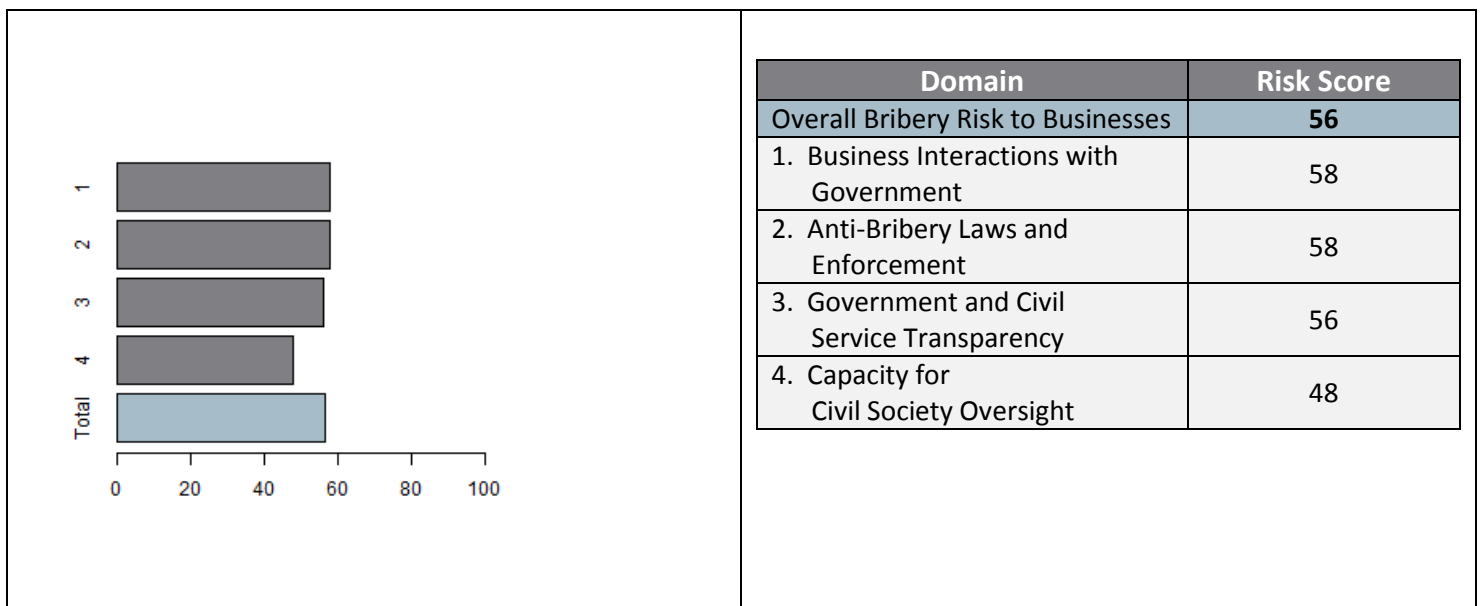 1
2
3
4
Total
0 20 40 60 80 100
Domain Risk Score
Overall Bribery Risk to Businesses 56
1. Business Interactions with
Government
58
2. Anti-Bribery Laws and
Enforcement
58
3. Government and Civil
Service Transparency
56
4. Capacity for
Civil Society Oversight
48